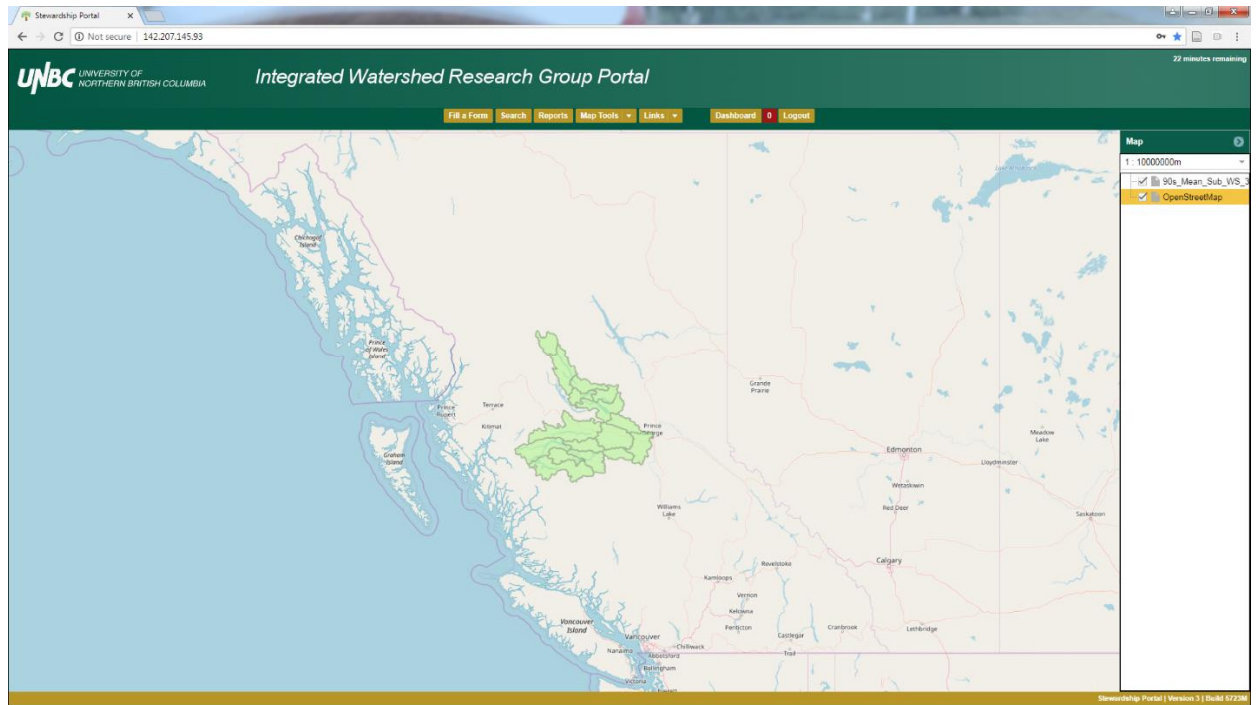 Stewardship Portal
Not secure
142.207.145.93
22 minutes remaining
UNBC UNIVERSITY OF
NORTHERN BRITISH COLUMBIA
Integrated Watershed Research Group Portal
Fill a Form
Search
Reports
Map Tools
Links
Dashboard
0
Logout
Map
1 : 10000000m
90s_Mean_Sub_WS_3
OpenStreetMap
Chichagof
Island
Prince
of Wales
Island
Grande
Prairie
Prince
Rupert
Terrace
Kitimat
Prince
George
Graham
Island
Meadow
Lake
Edmonton
Lloydminster
Wetaskiwin
Red Deer
Williams
Lake
Saskatoon
Calgary
Revelstoke
Kamloops
Vernon
Kelowna
Penticton
Castlegar
Cranbrook
Lethbridge
Trail
Vancouver
Island
Vancouver
Chilliwack
Nanaimo
Abbotsford
Bellingham
Victoria
Everett
Stewardship Portal | Version 3 | Build 5723M